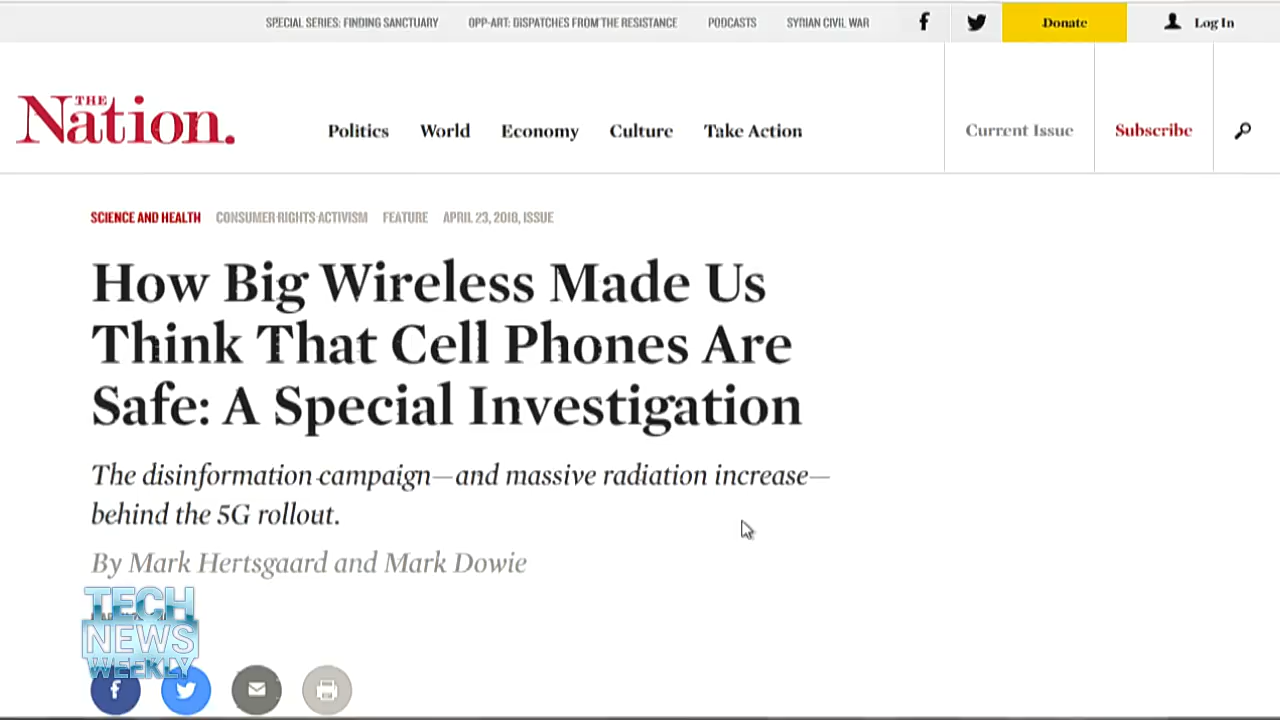 SPECIAL SERIES: FINDING SANCTUARY OPP-ART: DISPATCHES FROM THE RESISTANCE PODCASTS SYRIAN CIVIL WAR Donate Log In
THE
Nation.
Politics World Economy Culture Take Action Current Issue Subscribe
SCIENCE AND HEALTH CONSUMER RIGHTS ACTIVISM FEATURE APRIL 23, 2018, ISSUE
How Big Wireless Made Us
Think That Cell Phones Are
Safe: A Special Investigation
The disinformation campaign—and massive radiation increase—
behind the 5G rollout.
By Mark Hertsgaard and Mark Dowie
TECH
NEWS
WEEKLY